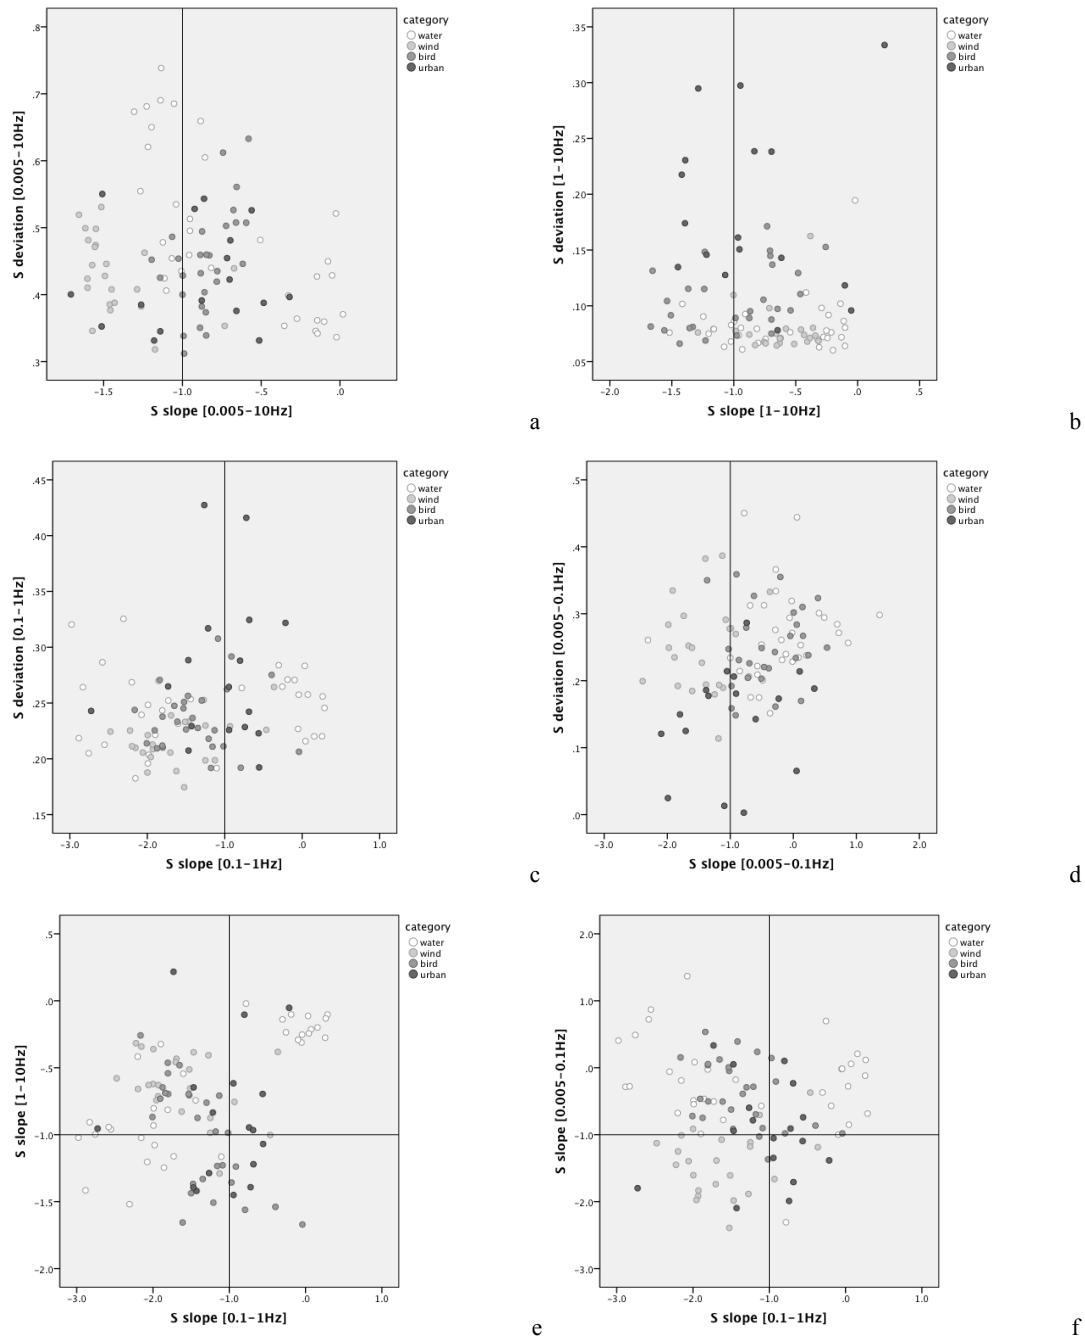 category
water
wind
bird
urban
.8
.7
.6
.5
.4
.3
S deviation [0.005-10Hz]
-1.5
-1.0
-.5
.0
S slope [0.005-10Hz]
a
category
water
wind
bird
urban
.35
.30
.25
.20
.15
.10
.05
S deviation [1-10Hz]
-2.0
-1.5
-1.0
-.5
.0
.5
S slope [1-10Hz]
b
category
water
wind
bird
urban
.45
.40
.35
.30
.25
.20
.15
S deviation [0.1-1Hz]
-3.0
-2.0
-1.0
.0
1.0
S slope [0.1-1Hz]
c
category
water
wind
bird
urban
.5
.4
.3
.2
.1
.0
S deviation [0.005-0.1Hz]
-3.0
-2.0
-1.0
.0
1.0
2.0
S slope [0.005-0.1Hz]
d
category
water
wind
bird
urban
.5
.0
-.5
-1.0
-1.5
-2.0
S slope [1-10Hz]
-3.0
-2.0
-1.0
.0
1.0
S slope [0.1-1Hz]
e
category
water
wind
bird
urban
2.0
1.0
.0
-1.0
-2.0
-3.0
S slope [0.005-0.1Hz]
-3.0
-2.0
-1.0
.0
1.0
S slope [0.1-1Hz]
f